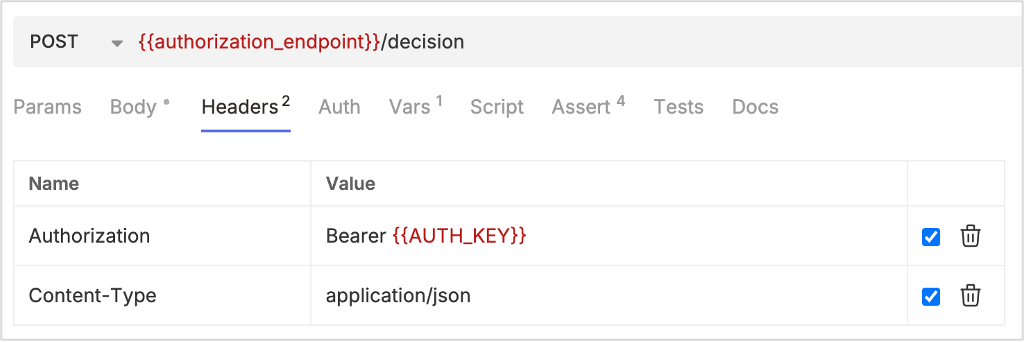 POST {{authorization_endpoint}}/decision
Params Body Headers 2 Auth Vars 1 Script Assert 4 Tests Docs
Name Value
Authorization Bearer {{AUTH_KEY}}
Content-Type application/json